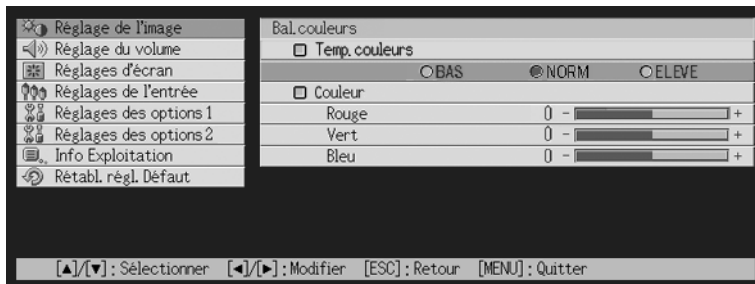 Réglage de l'image
Réglage du volume
Réglages d'écran
Réglages de l'entrée
Réglages des options 1
Réglages des options 2
Info Exploitation
Rétabl. régl. Défaut
Bal.couleurs
Temp. couleurs
BAS NORM ELEVE
Couleur
Rouge 0 - +
Vert 0 - +
Bleu 0 - +
[▲]/[▼] : Sélectionner [◄]/[►] : Modifier [ESC] : Retour [MENU] : Quitter